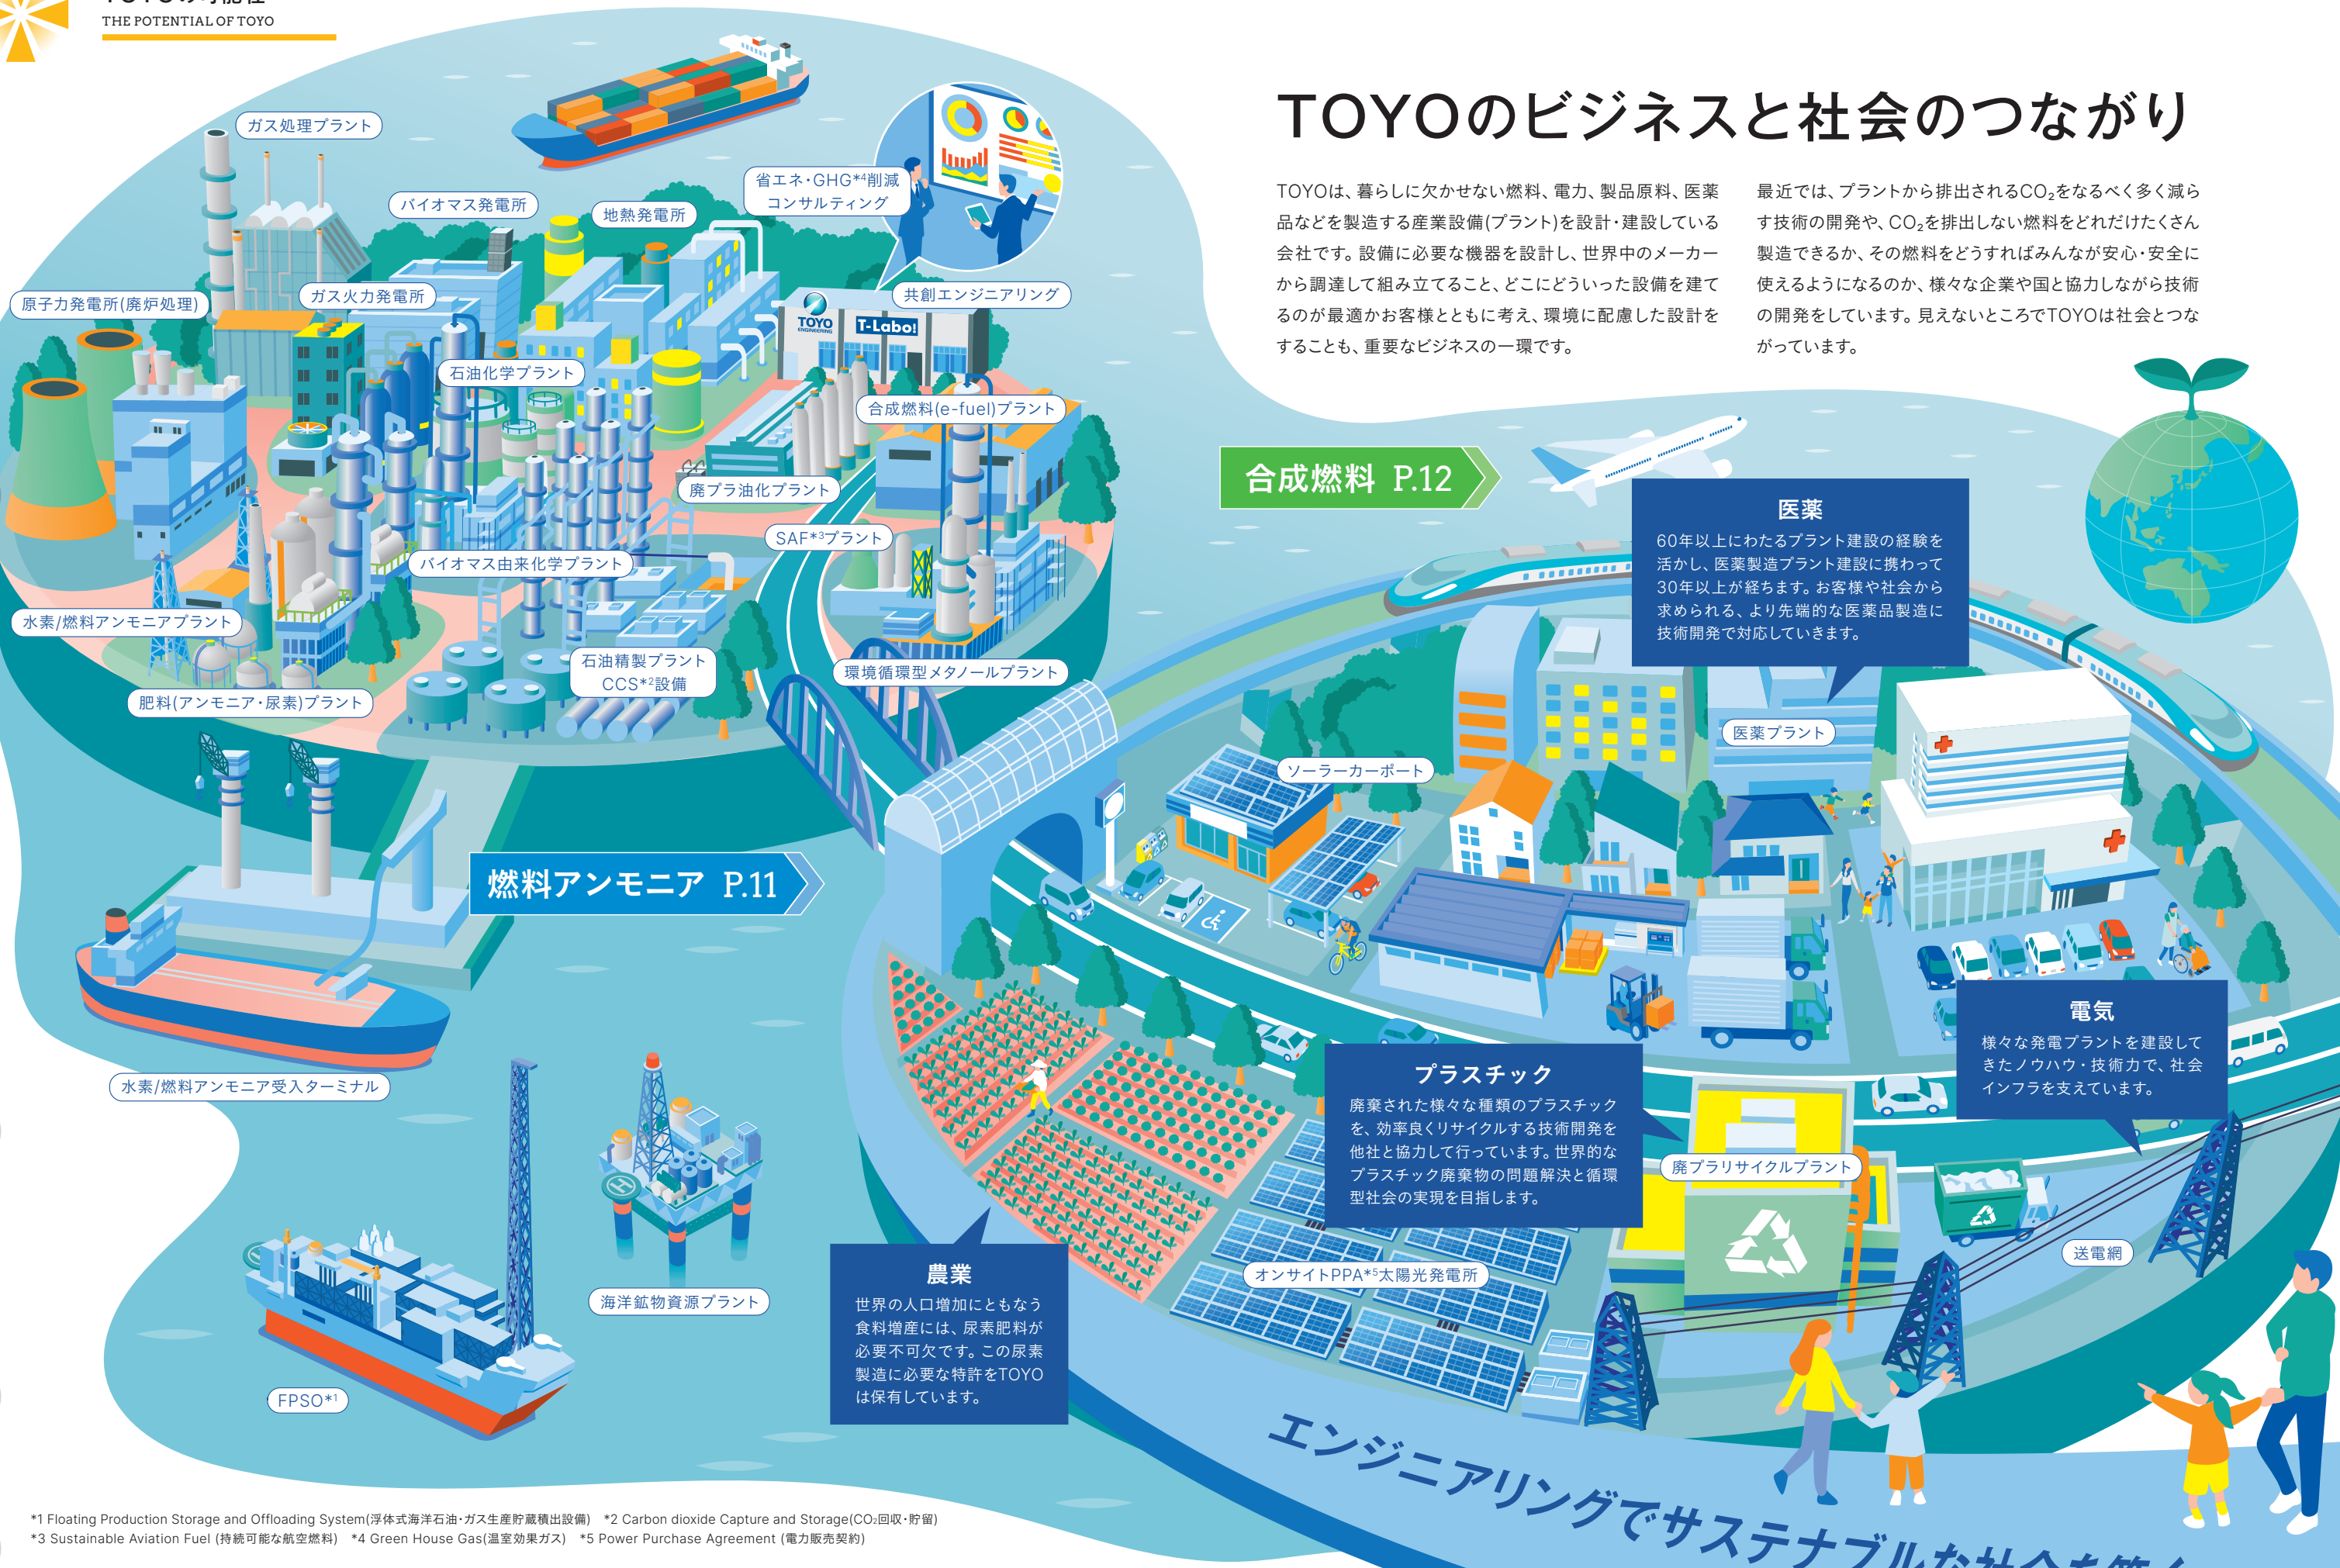 THE POTENTIAL OF TOYO
TOYOのビジネスと社会のつながり
TOYOは、暮らしに欠かせない燃料、電力、製品原料、医薬
品などを製造する産業設備(プラント)を設計・建設している
会社です。設備に必要な機器を設計し、世界中のメーカー
から調達して組み立てること、どこにどういった設備を建て
るのが最適かお客様とともに考え、環境に配慮した設計を
することも、重要なビジネスの一環です。
最近では、プラントから排出されるCO₂をなるべく多く減ら
す技術の開発や、CO₂を排出しない燃料をどれだけたくさん
製造できるか、その燃料をどうすればみんなが安心・安全に
使えるようになるのか、様々な企業や国と協力しながら技術
の開発をしています。見えないところでTOYOは社会とつな
がっています。
ガス処理プラント
バイオマス発電所
地熱発電所
省エネ・GHG*4削減
コンサルティング
原子力発電所(廃炉処理)
ガス火力発電所
共創エンジニアリング
TOYO
ENGINEERING
T-Labo!
石油化学プラント
合成燃料(e-fuel)プラント
廃プラ油化プラント
SAF*3プラント
バイオマス由来化学プラント
水素/燃料アンモニアプラント
石油精製プラント
CCS*2設備
環境循環型メタノールプラント
肥料(アンモニア・尿素)プラント
燃料アンモニア P.11
水素/燃料アンモニア受入ターミナル
海洋鉱物資源プラント
H
FPSO*1
合成燃料 P.12
医薬
60年以上にわたるプラント建設の経験を
活かし、医薬製造プラント建設に携わって
30年以上が経ちます。お客様や社会から
求められる、より先端的な医薬品製造に
技術開発で対応していきます。
医薬プラント
ソーラーカーポート
電気
様々な発電プラントを建設して
きたノウハウ・技術力で、社会
インフラを支えています。
プラスチック
廃棄された様々な種類のプラスチック
を、効率良くリサイクルする技術開発を
他社と協力して行っています。世界的な
プラスチック廃棄物の問題解決と循環
型社会の実現を目指します。
廃プラリサイクルプラント
送電網
オンサイトPPA*5太陽光発電所
農業
世界の人口増加にともなう
食料増産には、尿素肥料が
必要不可欠です。この尿素
製造に必要な特許をTOYO
は保有しています。
エンジニアリングでサステナブルな社会を築く
*1 Floating Production Storage and Offloading System(浮体式海洋石油・ガス生産貯蔵積出設備) *2 Carbon dioxide Capture and Storage(CO₂回収・貯留)
*3 Sustainable Aviation Fuel (持続可能な航空燃料) *4 Green House Gas(温室効果ガス) *5 Power Purchase Agreement (電力販売契約)